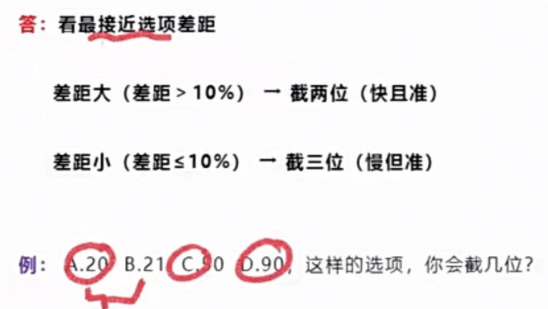 答：看最接近选项差距
差距大（差距＞10%）→ 截两位（快且准）
差距小（差距≤10%）→ 截三位（慢但准）
例：A.20 B.21 C.50 D.90，这样的选项，你会截几位？